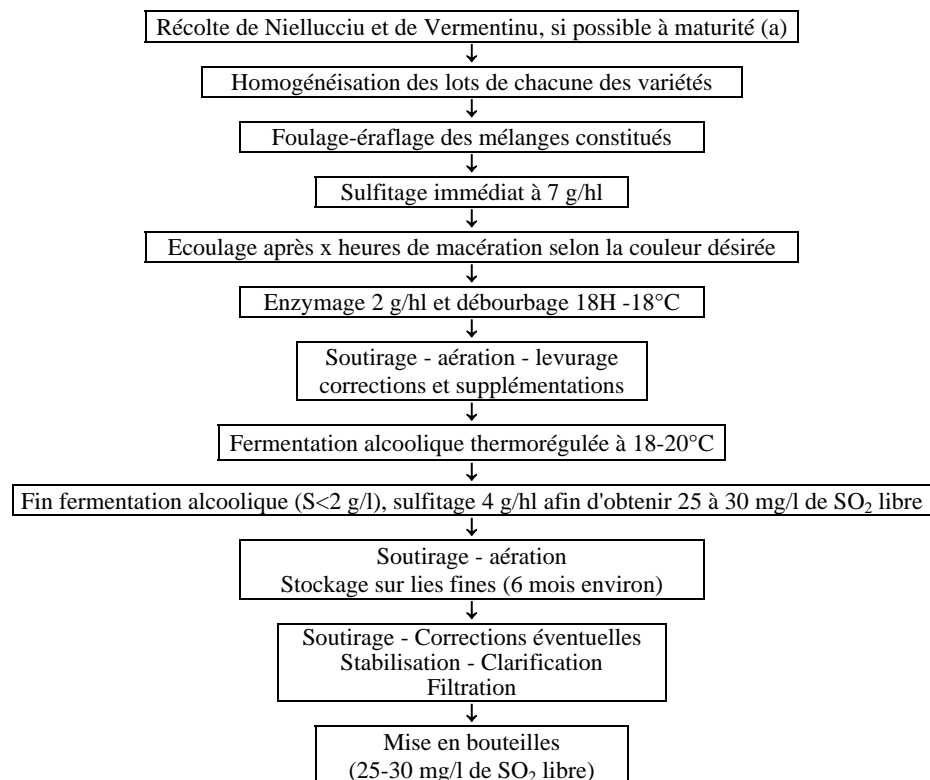 Récolte de Niellucciu et de Vermentinu, si possible à maturité (a)
↓
Homogénéisation des lots de chacune des variétés
↓
Foulage-éraflage des mélanges constitués
↓
Sulfitage immédiat à 7 g/hl
↓
Ecoulage après x heures de macération selon la couleur désirée
↓
Enzymage 2 g/hl et débourbage 18H -18°C
↓
Soutirage - aération - levurage
corrections et supplémentations
↓
Fermentation alcoolique thermorégulée à 18-20°C
↓
Fin fermentation alcoolique (S<2 g/l), sulfitage 4 g/hl afin d'obtenir 25 à 30 mg/l de SO₂ libre
↓
Soutirage - aération
Stockage sur lies fines (6 mois environ)
↓
Soutirage - Corrections éventuelles
Stabilisation - Clarification
Filtration
↓
Mise en bouteilles
(25-30 mg/l de SO₂ libre)